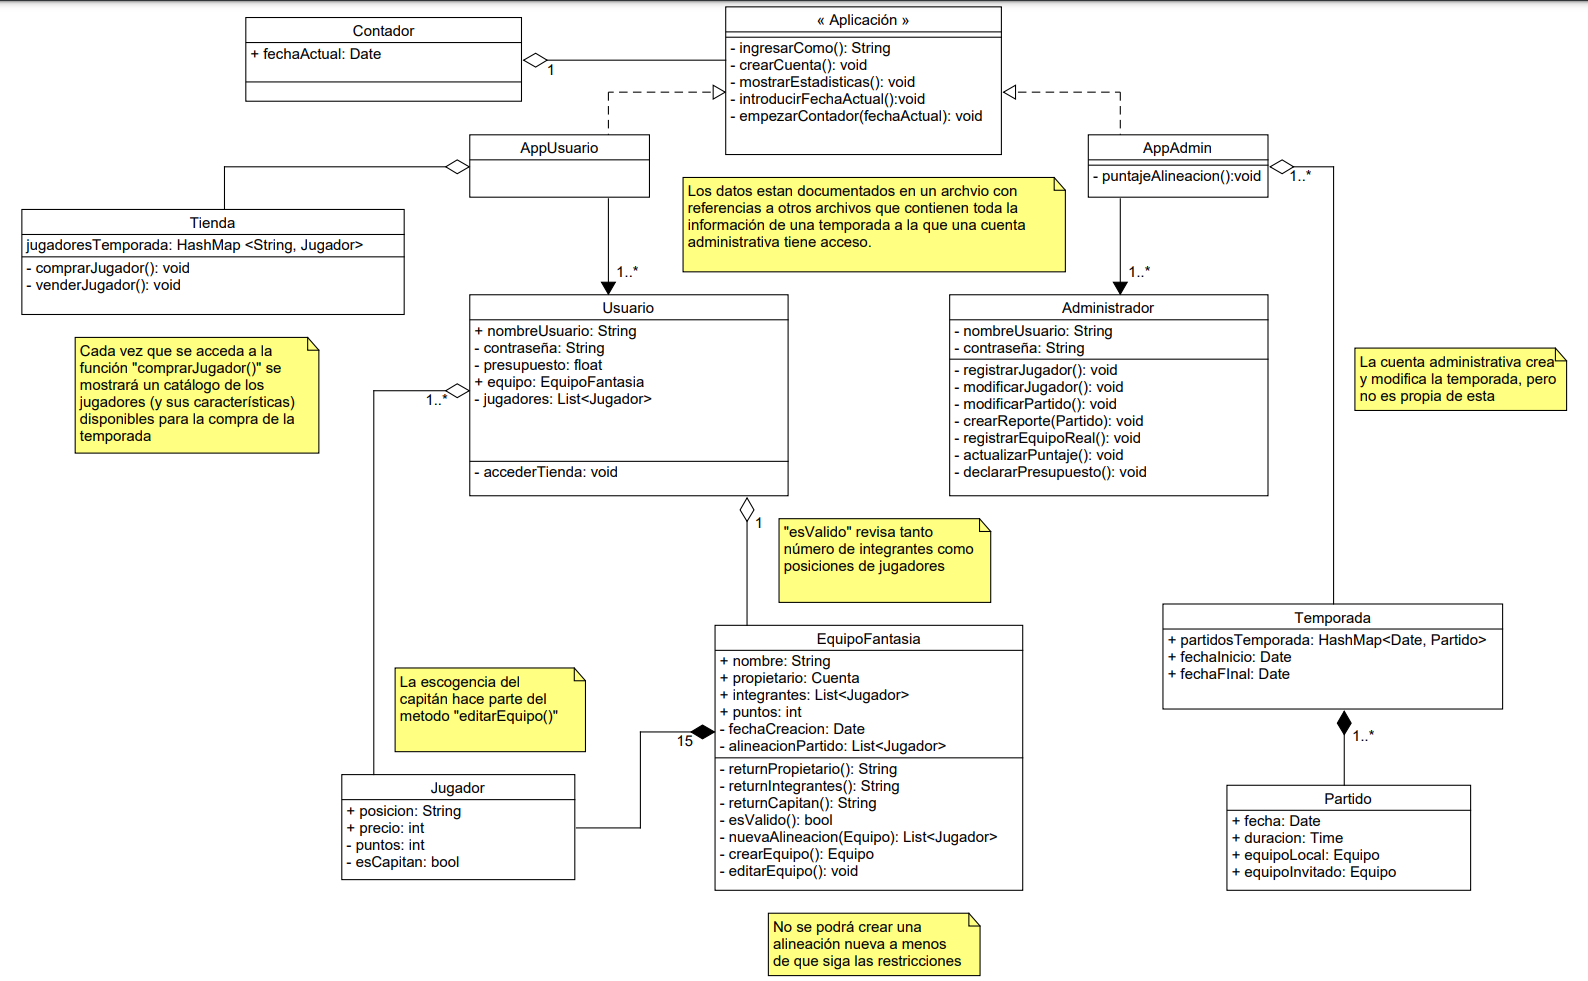 Contador
+ fechaActual: Date
1
« Aplicación »
- ingresarComo(): String
- crearCuenta(): void
- mostrarEstadisticas(): void
- introducirFechaActual():void
- empezarContador(fechaActual): void
AppUsuario
AppAdmin
- puntajeAlineacion():void
1..*
Los datos estan documentados en un archvio con
referencias a otros archivos que contienen toda la
información de una temporada a la que una cuenta
administrativa tiene acceso.
Tienda
jugadoresTemporada: HashMap <String, Jugador>
- comprarJugador(): void
- venderJugador(): void
1..*
1..*
Cada vez que se acceda a la
función "comprarJugador()" se
mostrará un catálogo de los
jugadores (y sus características)
disponibles para la compra de la
temporada
Usuario
+ nombreUsuario: String
- contraseña: String
- presupuesto: float
+ equipo: EquipoFantasia
- jugadores: List<Jugador>
- accederTienda: void
1..*
1
Administrador
- nombreUsuario: String
- contraseña: String
- registrarJugador(): void
- modificarJugador(): void
- modificarPartido(): void
- crearReporte(Partido): void
- registrarEquipoReal(): void
- actualizarPuntaje(): void
- declararPresupuesto(): void
La cuenta administrativa crea
y modifica la temporada, pero
no es propia de esta
"esValido" revisa tanto
número de integrantes como
posiciones de jugadores
Temporada
+ partidosTemporada: HashMap<Date, Partido>
+ fechaInicio: Date
+ fechaFInal: Date
1..*
EquipoFantasia
+ nombre: String
+ propietario: Cuenta
+ integrantes: List<Jugador>
+ puntos: int
- fechaCreacion: Date
- alineacionPartido: List<Jugador>
- returnPropietario(): String
- returnIntegrantes(): String
- returnCapitan(): String
- esValido(): bool
- nuevaAlineacion(Equipo): List<Jugador>
- crearEquipo(): Equipo
- editarEquipo(): void
15
La escogencia del
capitán hace parte del
metodo "editarEquipo()"
Jugador
+ posicion: String
+ precio: int
- puntos: int
- esCapitan: bool
Partido
+ fecha: Date
+ duracion: Time
+ equipoLocal: Equipo
+ equipoInvitado: Equipo
No se podrá crear una
alineación nueva a menos
de que siga las restricciones